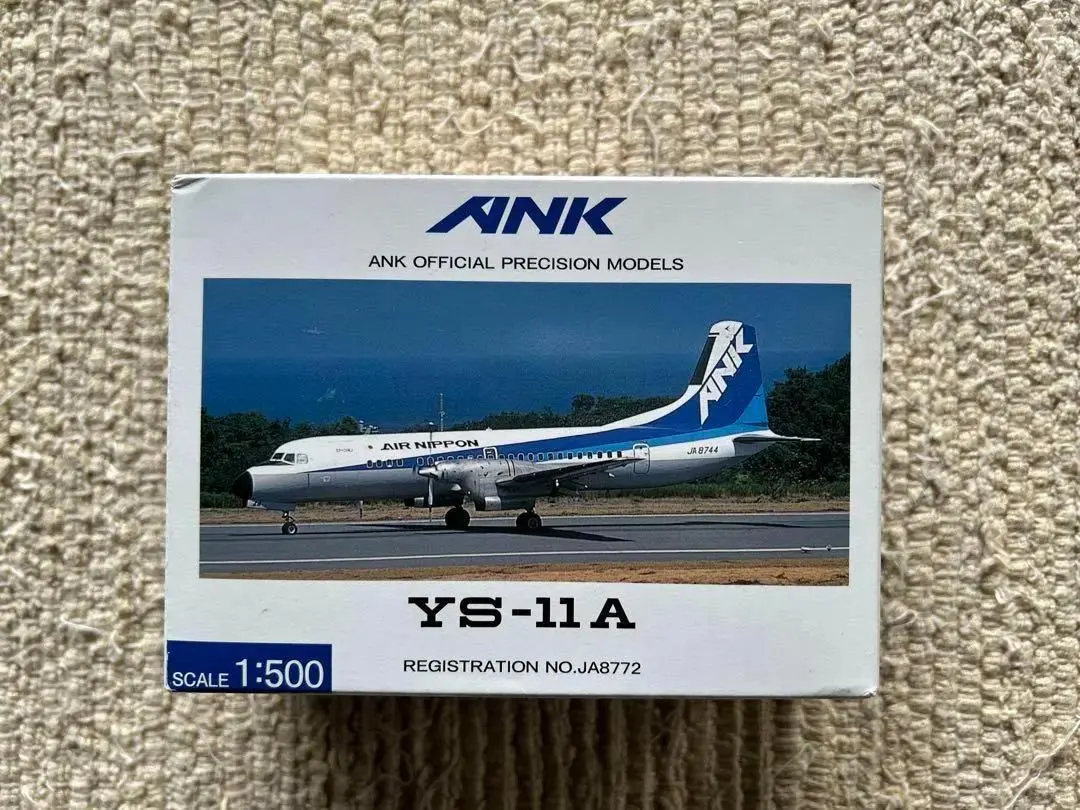 ANK
ANK OFFICIAL PRECISION MODELS
ANK
AIR NIPPON
JA8744
YS-11A
SCALE 1:500
REGISTRATION NO.JA8772